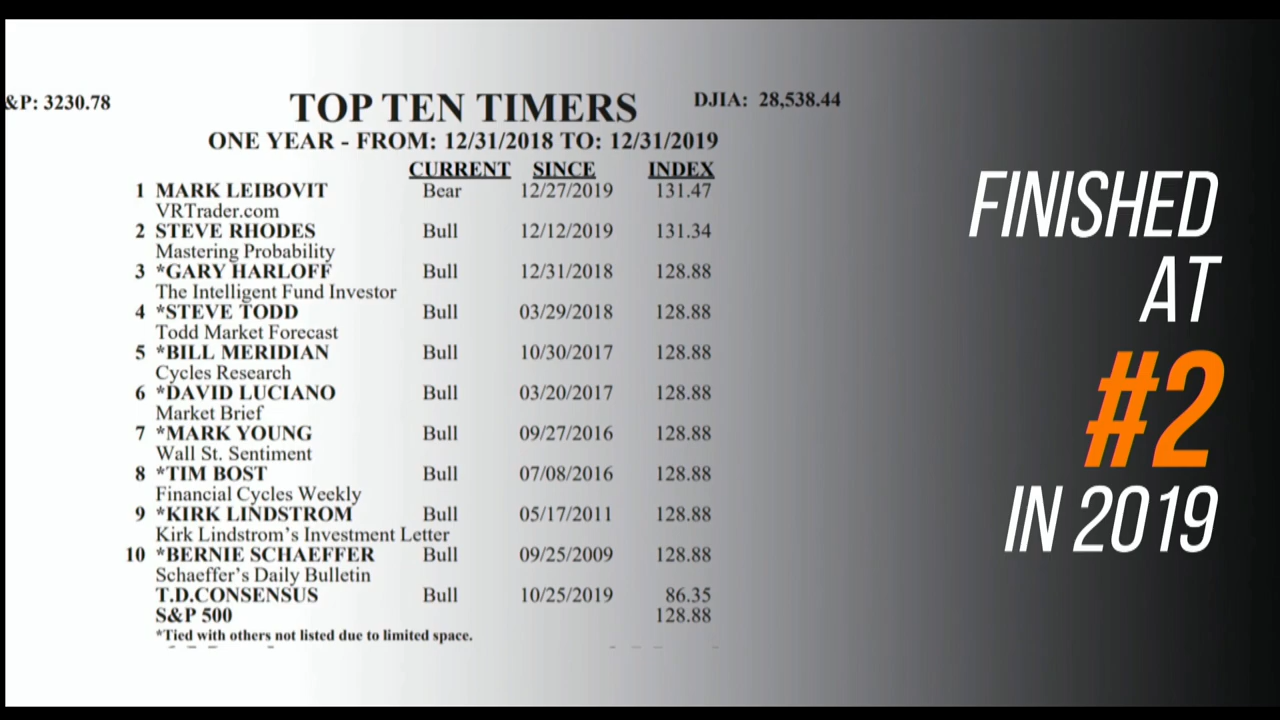 &P: 3230.78
TOP TEN TIMERS
DJIA: 28,538.44
ONE YEAR - FROM: 12/31/2018 TO: 12/31/2019
CURRENT SINCE INDEX
1 MARK LEIBOVIT Bear 12/27/2019 131.47
VRTrader.com
2 STEVE RHODES Bull 12/12/2019 131.34
Mastering Probability
3 *GARY HARLOFF Bull 12/31/2018 128.88
The Intelligent Fund Investor
4 *STEVE TODD Bull 03/29/2018 128.88
Todd Market Forecast
5 *BILL MERIDIAN Bull 10/30/2017 128.88
Cycles Research
6 *DAVID LUCIANO Bull 03/20/2017 128.88
Market Brief
7 *MARK YOUNG Bull 09/27/2016 128.88
Wall St. Sentiment
8 *TIM BOST Bull 07/08/2016 128.88
Financial Cycles Weekly
9 *KIRK LINDSTROM Bull 05/17/2011 128.88
Kirk Lindstrom's Investment Letter
10 *BERNIE SCHAEFFER Bull 09/25/2009 128.88
Schaeffer's Daily Bulletin
T.D.CONSENSUS Bull 10/25/2019 86.35
S&P 500 128.88
*Tied with others not listed due to limited space.
FINISHED
AT
#2
IN 2019